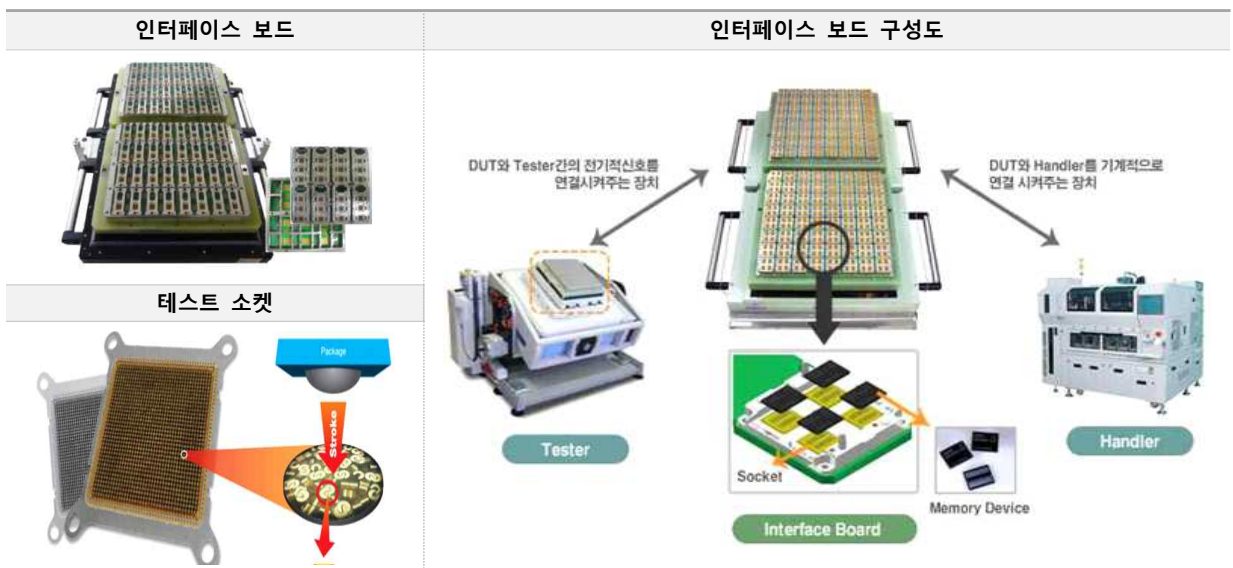 인터페이스 보드
인터페이스 보드 구성도
DUT와 Tester간의 전기적신호를
연결시켜주는 장치
DUT와 Handler를 기계적으로
연결 시켜주는 장치
테스트 소켓
Package
Stroke
Tester
Socket
Memory Device
Handler
Interface Board